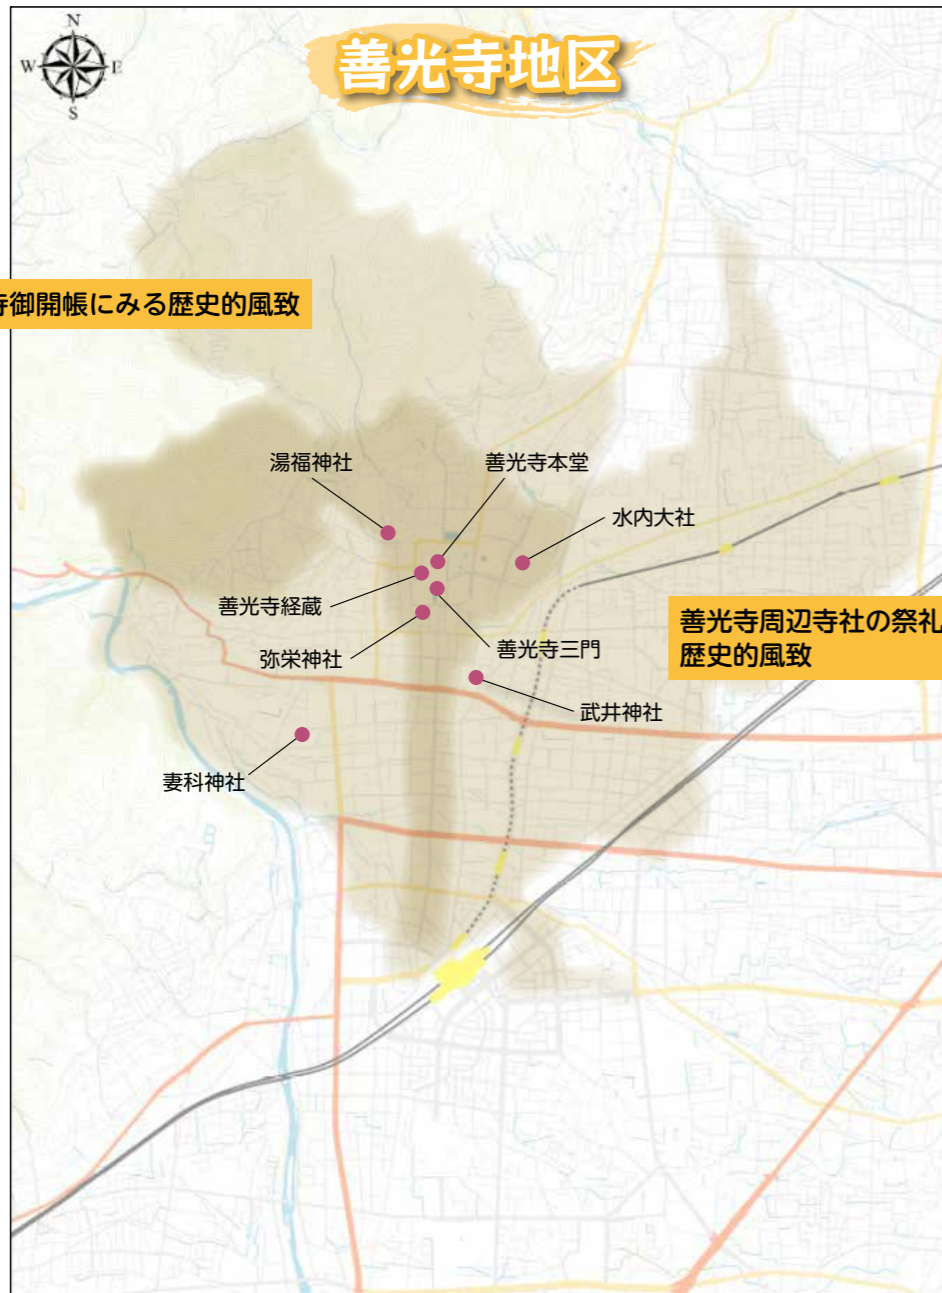 N
W
E
S
善光寺地区
寺御開帳にみる歴史的風致
湯福神社
善光寺本堂
水内大社
善光寺経蔵
弥栄神社
善光寺三門
善光寺周辺寺社の祭礼
歴史的風致
武井神社
妻科神社